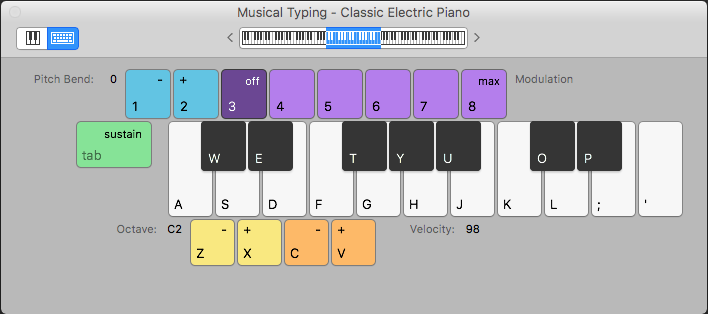 Musical Typing - Classic Electric Piano
Pitch Bend: 0 - + off max Modulation
1 2 3 4 5 6 7 8
sustain
tab
W E T Y U O P
A S D F G H J K L ; '
Octave: C2 - + - + Velocity: 98
Z X C V